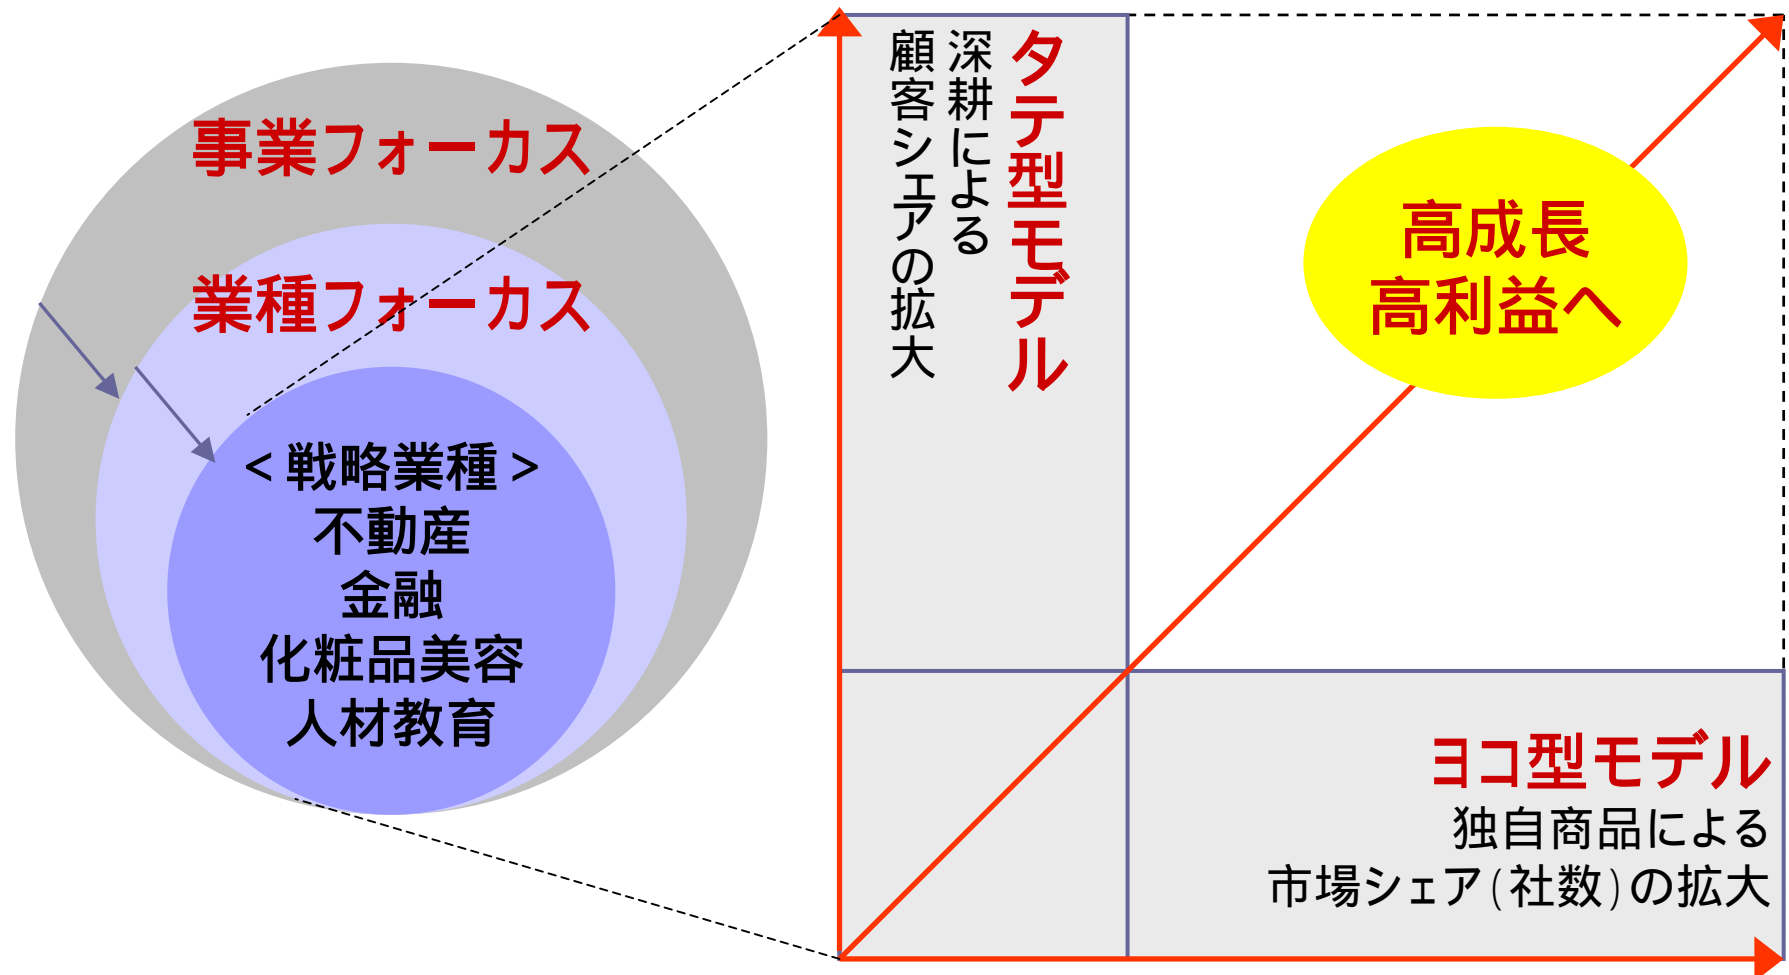 事業フォーカス
業種フォーカス
＜戦略業種＞
不動産
金融
化粧品美容
人材教育
タテ型モデル
深耕による
顧客シェアの拡大
高成長
高利益へ
ヨコ型モデル
独自商品による
市場シェア(社数)の拡大